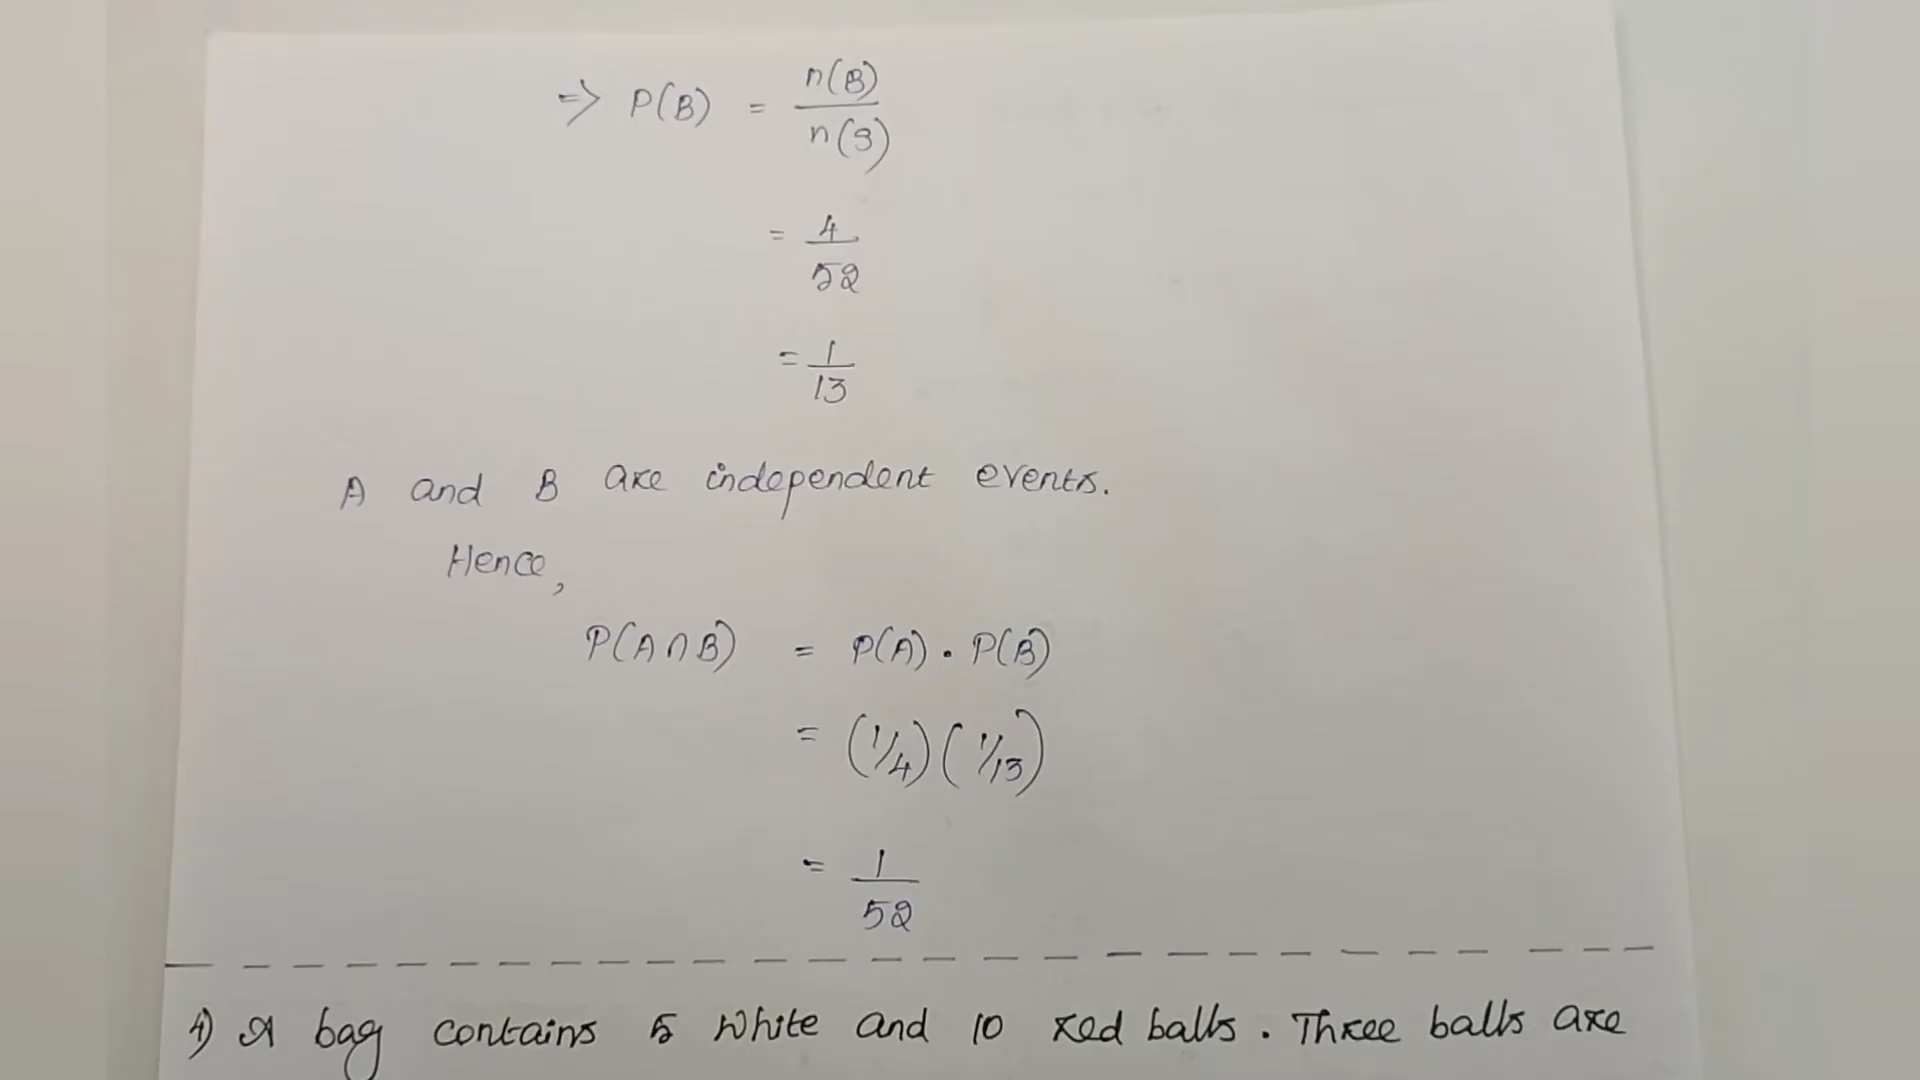 => P(B) = n(B)/n(S)
= 4/52
= 1/13
A and B are independent events.
Hence,
P(A∩B) = P(A) . P(B)
= (1/4) (1/13)
= 1/52
4) A bag contains 5 white and 10 red balls. Three balls are